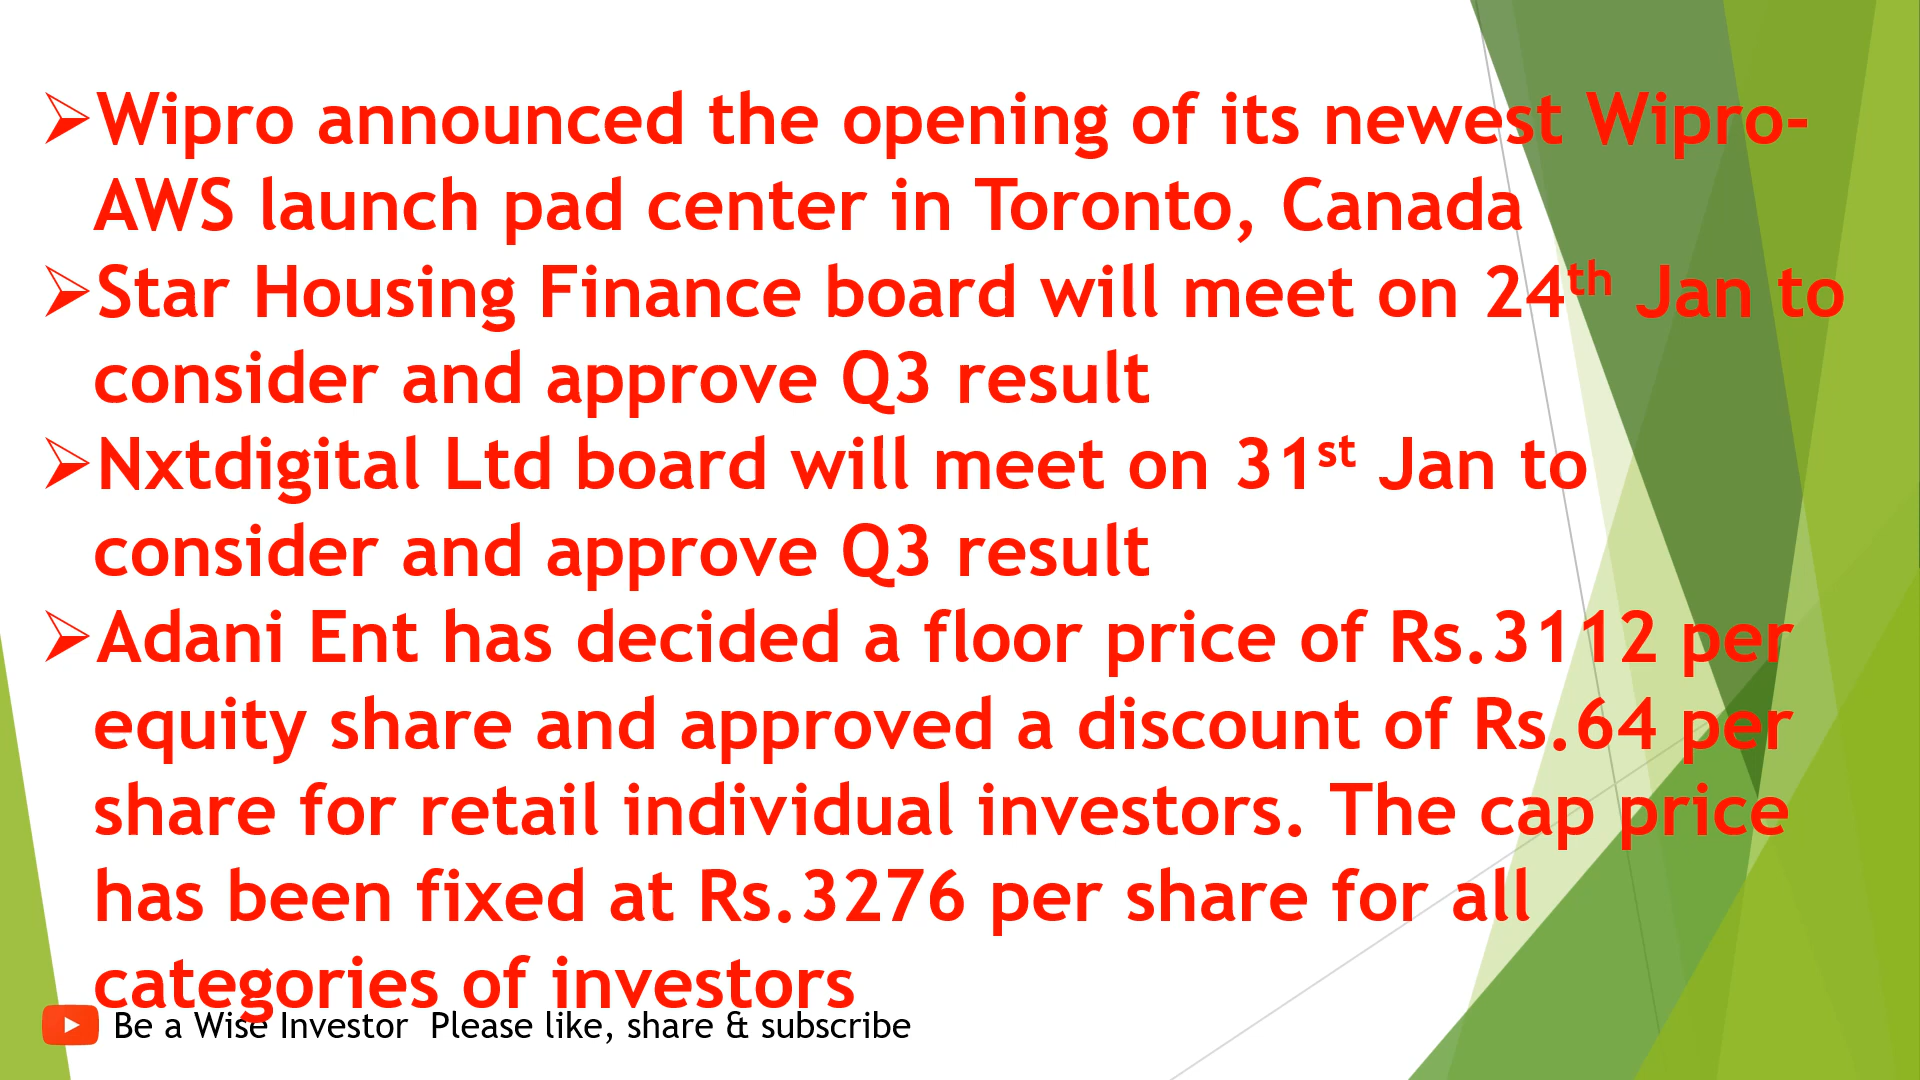 ➢Wipro announced the opening of its newest Wipro-
AWS launch pad center in Toronto, Canada
➢Star Housing Finance board will meet on 24th Jan to
consider and approve Q3 result
➢Nxtdigital Ltd board will meet on 31st Jan to
consider and approve Q3 result
➢Adani Ent has decided a floor price of Rs.3112 per
equity share and approved a discount of Rs.64 per
share for retail individual investors. The cap price
has been fixed at Rs.3276 per share for all
categories of investors
Be a Wise Investor  Please like, share & subscribe